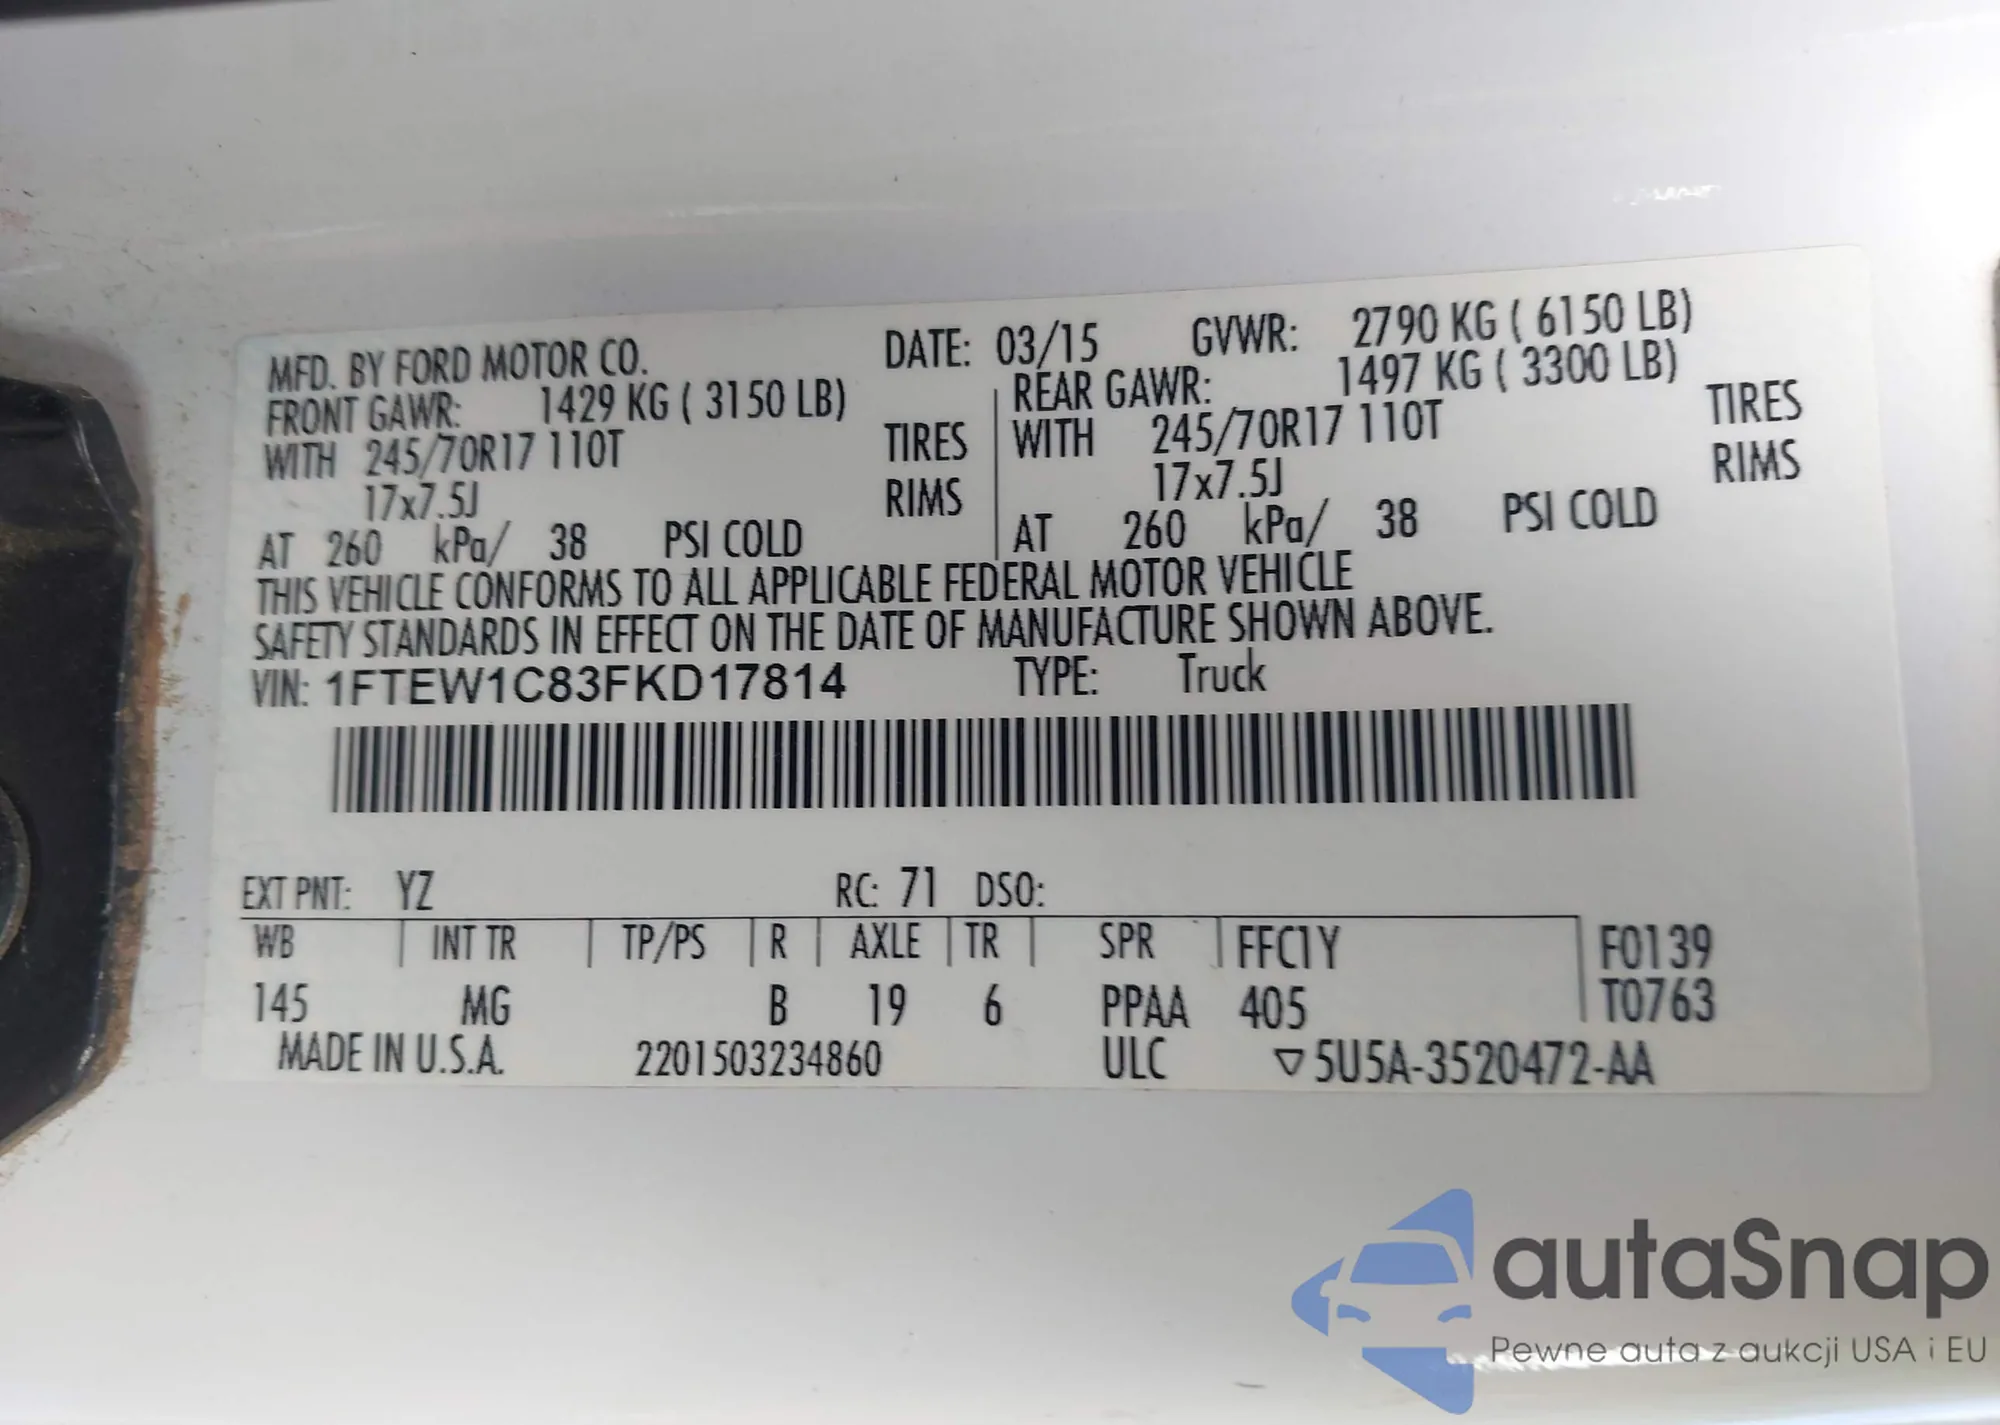 MFD. BY FORD MOTOR CO. DATE: 03/15 GVWR: 2790 KG ( 6150 LB)
FRONT GAWR: 1429 KG ( 3150 LB) REAR GAWR: 1497 KG ( 3300 LB)
WITH 245/70R17 110T TIRES WITH 245/70R17 110T TIRES
17x7.5J RIMS 17x7.5J RIMS
AT 260 kPa/ 38 PSI COLD AT 260 kPa/ 38 PSI COLD
THIS VEHICLE CONFORMS TO ALL APPLICABLE FEDERAL MOTOR VEHICLE
SAFETY STANDARDS IN EFFECT ON THE DATE OF MANUFACTURE SHOWN ABOVE.
VIN: 1FTEW1C83FKD17814 TYPE: Truck
EXT PNT: YZ RC: 71 DSO:
WB INT TR TP/PS R AXLE TR SPR FFC1Y F0139
145 MG B 19 6 PPAA 405 T0763
MADE IN U.S.A. 2201503234860 ULC ▽5U5A-3520472-AA
autaSnap
Pewne auta z aukcji USA i EU